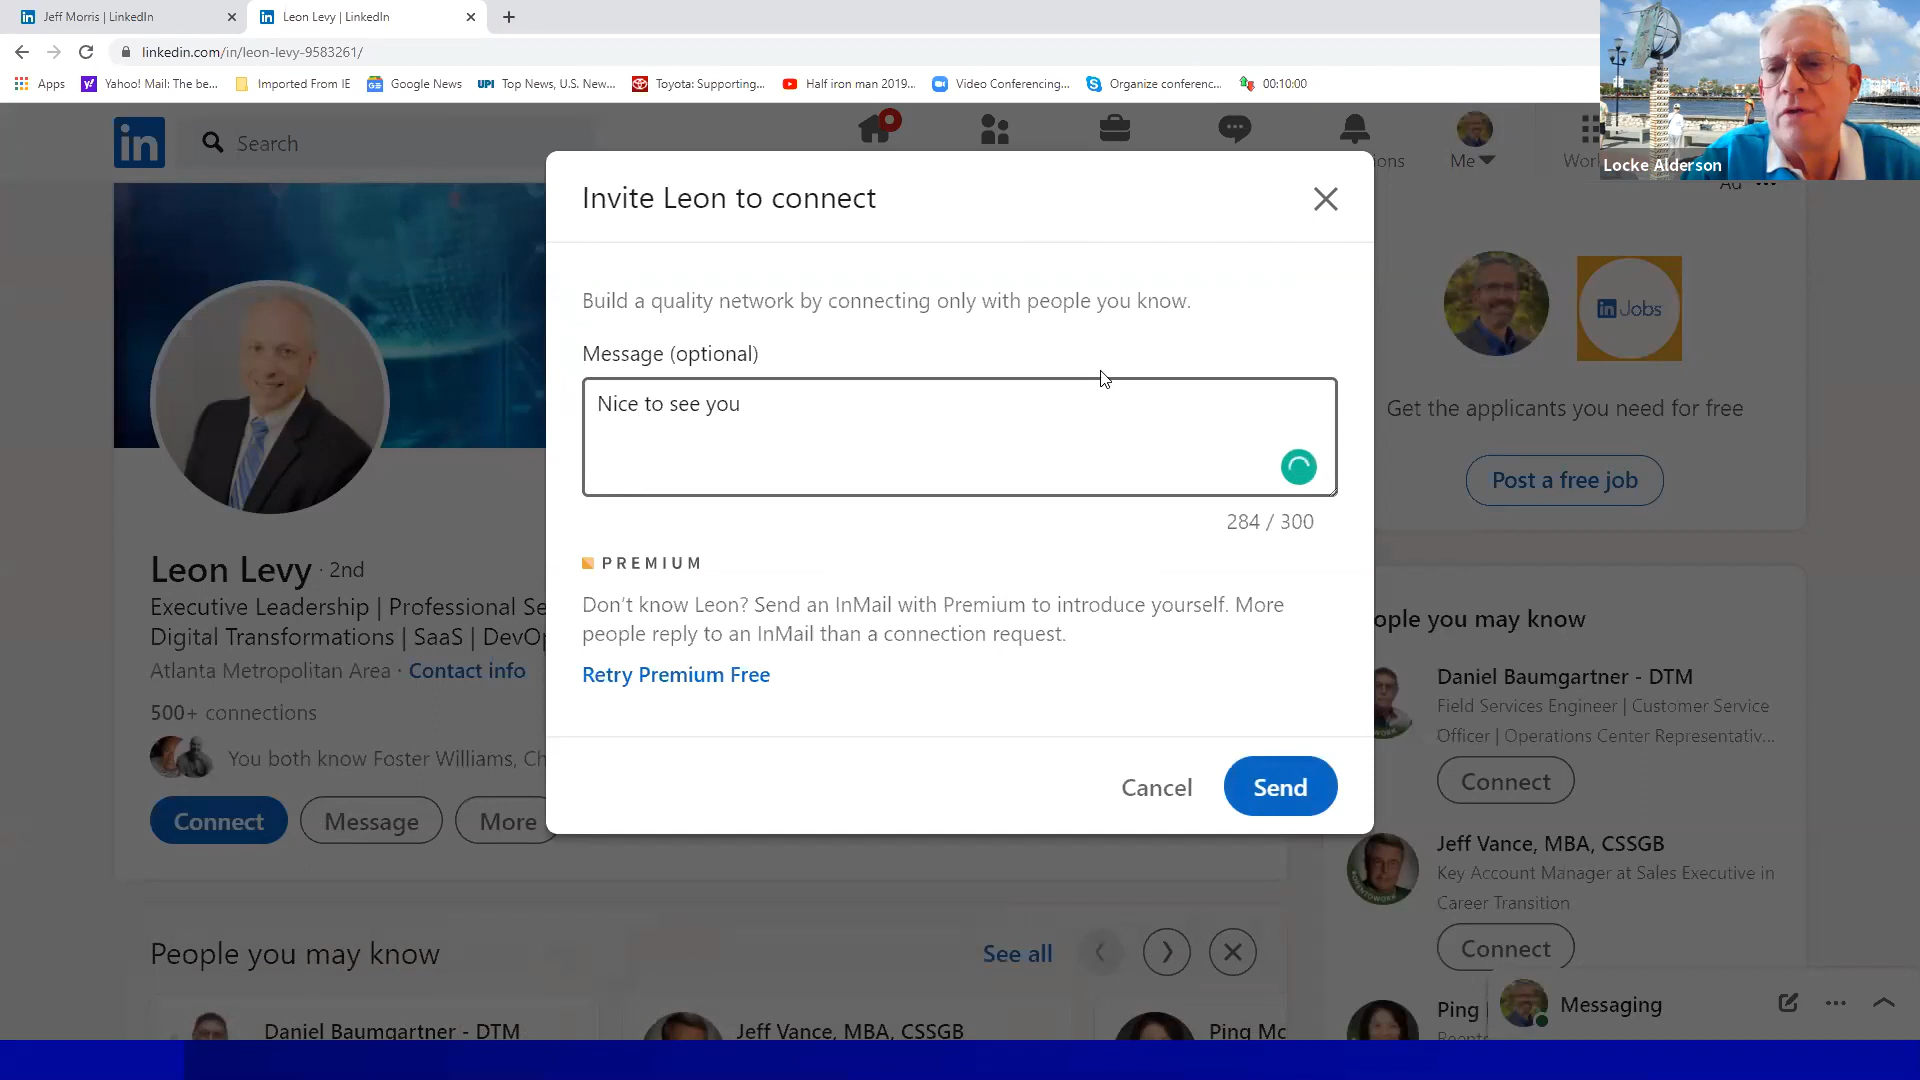 Jeff Morris | LinkedIn
Leon Levy | LinkedIn
linkedin.com/in/leon-levy-9583261/
Apps
Yahoo! Mail: The be...
Imported From IE
Google News
UPI
Top News, U.S. New...
Toyota: Supporting...
Half iron man 2019...
Video Conferencing...
Organize conferenc...
00:10:00
in
Search
ons
Me
Wor
Locke Alderson
Ad
Invite Leon to connect
Build a quality network by connecting only with people you know.
Message (optional)
Nice to see you
284 / 300
PREMIUM
Don't know Leon? Send an InMail with Premium to introduce yourself. More
people reply to an InMail than a connection request.
Retry Premium Free
Cancel
Send
Leon Levy · 2nd
Executive Leadership | Professional Se
Digital Transformations | SaaS | DevOp
Atlanta Metropolitan Area · Contact info
500+ connections
You both know Foster Williams, Ch
Connect
Message
More
in Jobs
Get the applicants you need for free
Post a free job
ople you may know
Daniel Baumgartner - DTM
Field Services Engineer | Customer Service
Officer | Operations Center Representativ...
Connect
Jeff Vance, MBA, CSSGB
Key Account Manager at Sales Executive in
Career Transition
Connect
Ping
Messaging
People you may know
See all
Daniel Baumgartner - DTM
Jeff Vance, MBA, CSSGB
Ping Mc